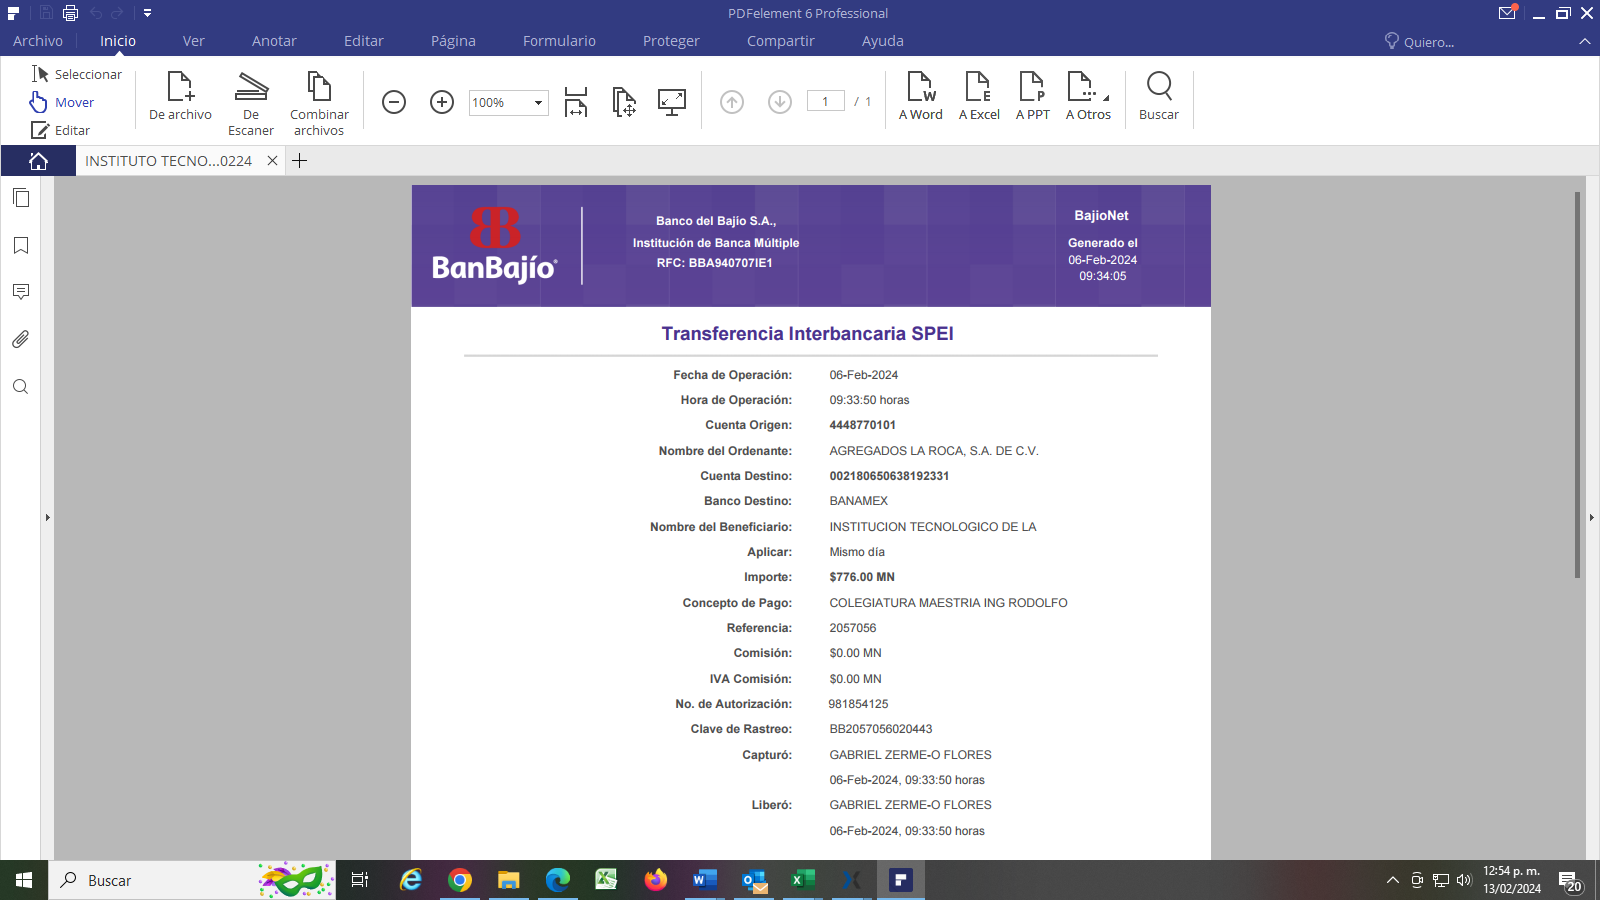 PDFelement 6 Professional
Archivo Inicio Ver Anotar Editar Página Formulario Proteger Compartir Ayuda Quiero...
Seleccionar
Mover
Editar
De archivo
De Escaner
Combinar archivos
100%
1 / 1
A Word A Excel A PPT A Otros
Buscar
INSTITUTO TECNO...0224
BanBajío
Banco del Bajío S.A.,
Institución de Banca Múltiple
RFC: BBA940707IE1
BajioNet
Generado el
06-Feb-2024
09:34:05
Transferencia Interbancaria SPEI
Fecha de Operación: 06-Feb-2024
Hora de Operación: 09:33:50 horas
Cuenta Origen: 4448770101
Nombre del Ordenante: AGREGADOS LA ROCA, S.A. DE C.V.
Cuenta Destino: 002180650638192331
Banco Destino: BANAMEX
Nombre del Beneficiario: INSTITUCION TECNOLOGICO DE LA
Aplicar: Mismo día
Importe: $776.00 MN
Concepto de Pago: COLEGIATURA MAESTRIA ING RODOLFO
Referencia: 2057056
Comisión: $0.00 MN
IVA Comisión: $0.00 MN
No. de Autorización: 981854125
Clave de Rastreo: BB2057056020443
Capturó: GABRIEL ZERME-O FLORES
06-Feb-2024, 09:33:50 horas
Liberó: GABRIEL ZERME-O FLORES
06-Feb-2024, 09:33:50 horas
Buscar
12:54 p. m.
13/02/2024
20